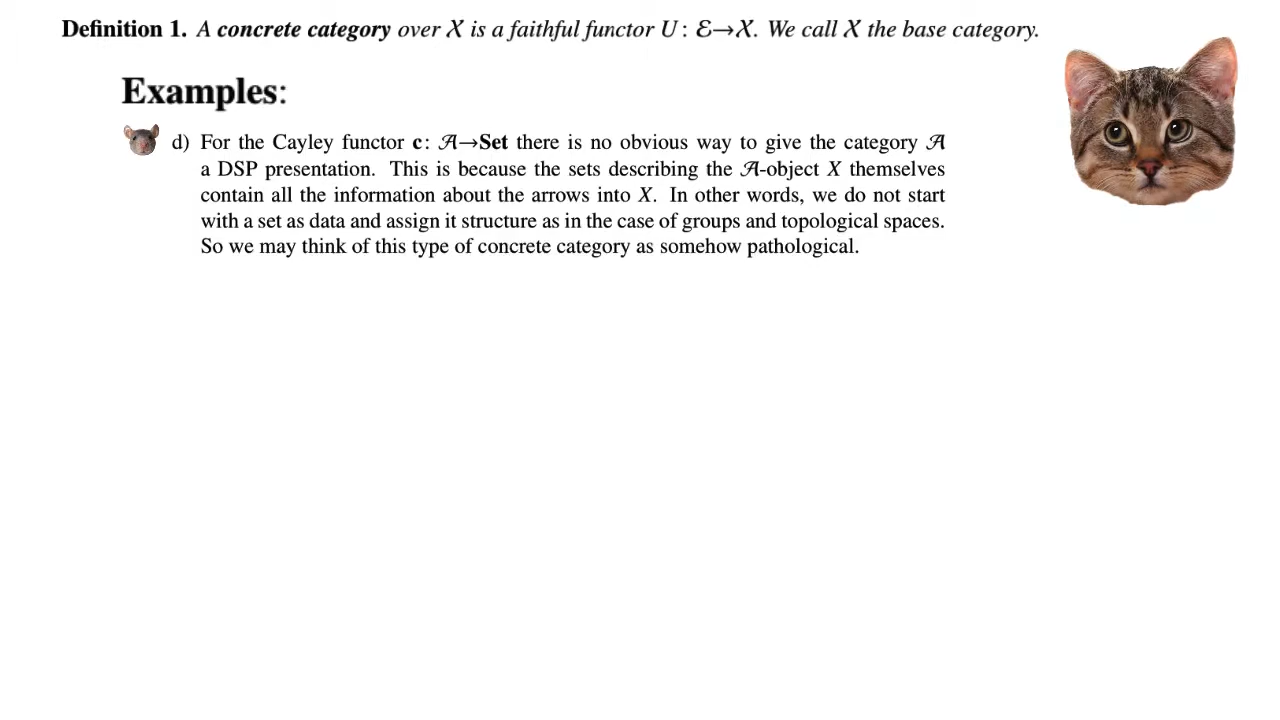 Definition 1. A concrete category over X is a faithful functor U: ℰ→X. We call X the base category.
Examples:
d) For the Cayley functor c: 𝒜→Set there is no obvious way to give the category 𝒜
a DSP presentation. This is because the sets describing the 𝒜-object X themselves
contain all the information about the arrows into X. In other words, we do not start
with a set as data and assign it structure as in the case of groups and topological spaces.
So we may think of this type of concrete category as somehow pathological.